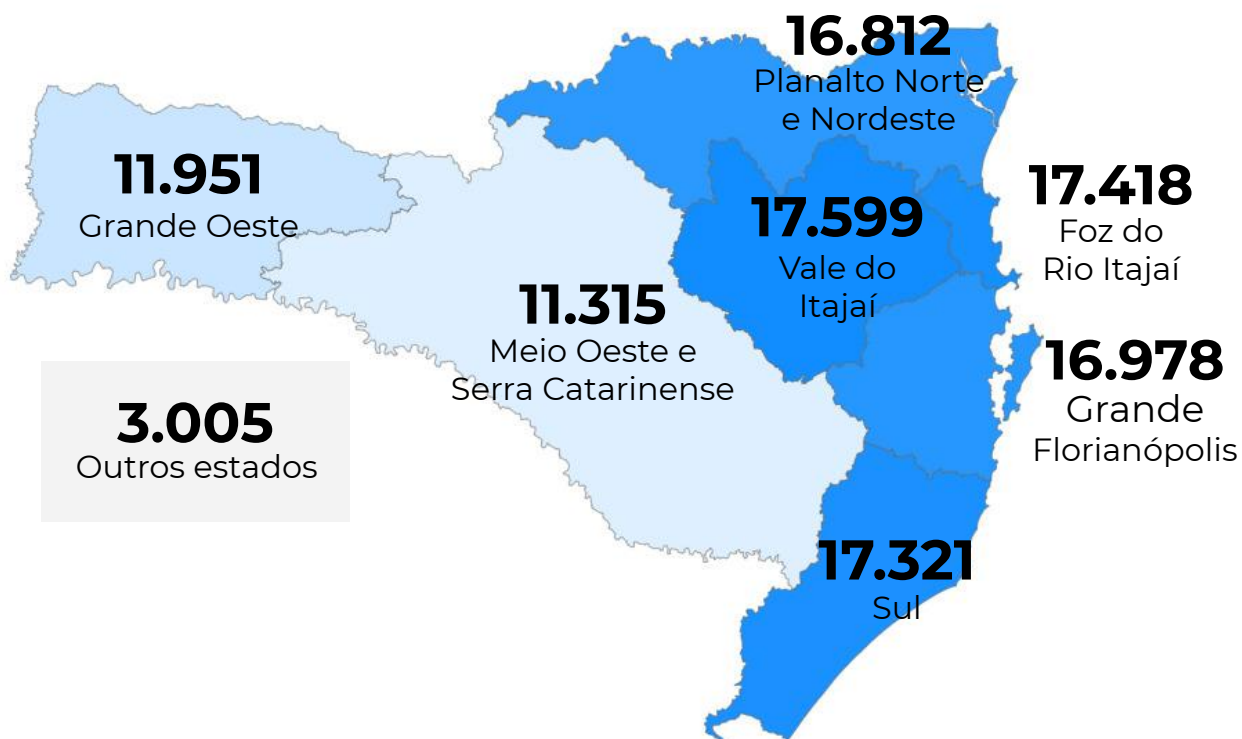 16.812
Planalto Norte
e Nordeste
11.951
Grande Oeste
17.599
Vale do
Itajaí
17.418
Foz do
Rio Itajaí
11.315
Meio Oeste e
Serra Catarinense
16.978
Grande
Florianópolis
3.005
Outros estados
17.321
Sul